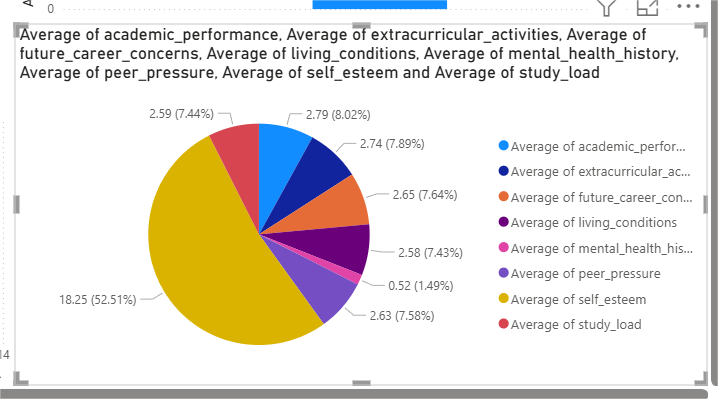 A
0
Average of academic_performance, Average of extracurricular_activities, Average of
future_career_concerns, Average of living_conditions, Average of mental_health_history,
Average of peer_pressure, Average of self_esteem and Average of study_load
2.59 (7.44%)
2.79 (8.02%)
2.74 (7.89%)
2.65 (7.64%)
2.58 (7.43%)
0.52 (1.49%)
2.63 (7.58%)
18.25 (52.51%)
Average of academic_perfor...
Average of extracurricular_ac...
Average of future_career_con...
Average of living_conditions
Average of mental_health_his...
Average of peer_pressure
Average of self_esteem
Average of study_load
14